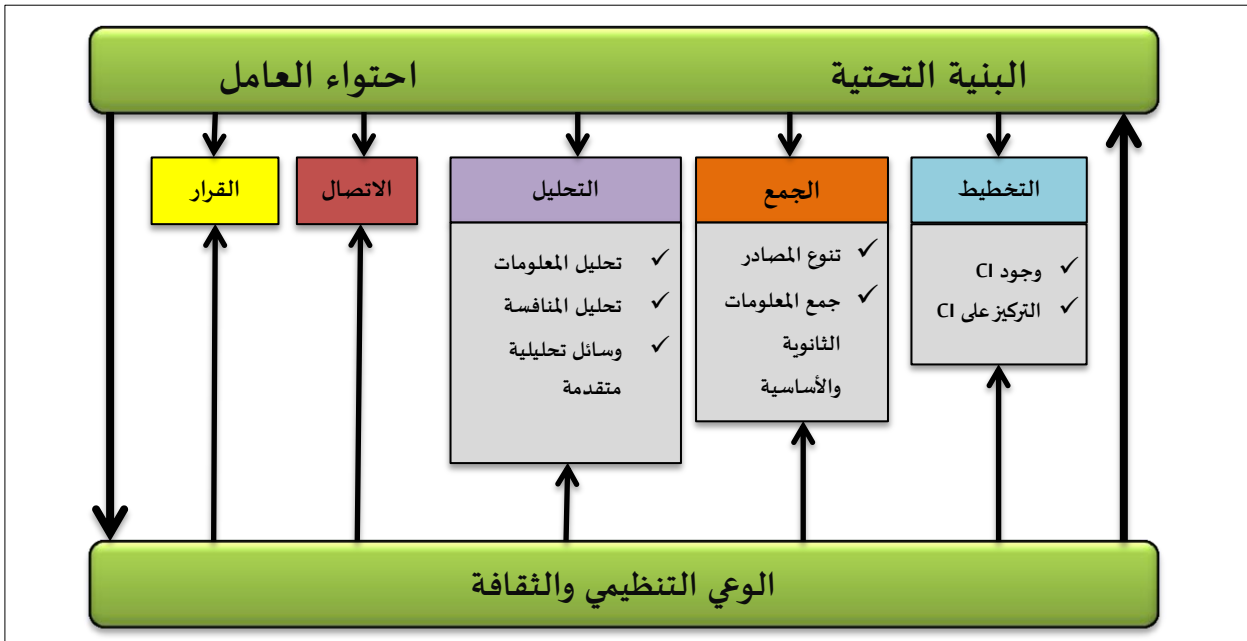 البنية التحتية
احتواء العامل
التخطيط
الجمع
التحليل
الاتصال
القرار
✓ وجود CI
✓ التركيز على CI
✓ تنوع المصادر
✓ جمع المعلومات
الثانوية
والأساسية
✓ تحليل المعلومات
✓ تحليل المنافسة
✓ وسائل تحليلية
متقدمة
الوعي التنظيمي والثقافة